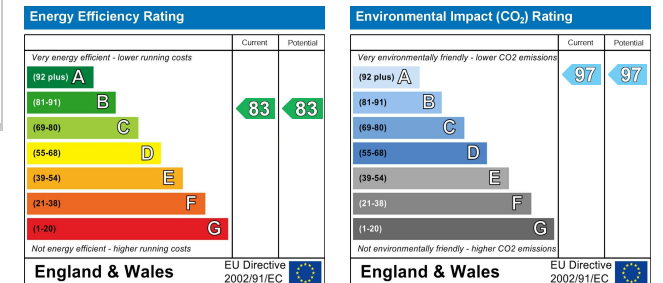 Energy Efficiency Rating
Current Potential
Very energy efficient - lower running costs
(92 plus) A
(81-91) B
83 83
(69-80) C
(55-68) D
(39-54) E
(21-38) F
(1-20) G
Not energy efficient - higher running costs
England & Wales
EU Directive
2002/91/EC
Environmental Impact (CO₂) Rating
Current Potential
Very environmentally friendly - lower CO2 emissions
(92 plus) A
97 97
(81-91) B
(69-80) C
(55-68) D
(39-54) E
(21-38) F
(1-20) G
Not environmentally friendly - higher CO2 emissions
England & Wales
EU Directive
2002/91/EC